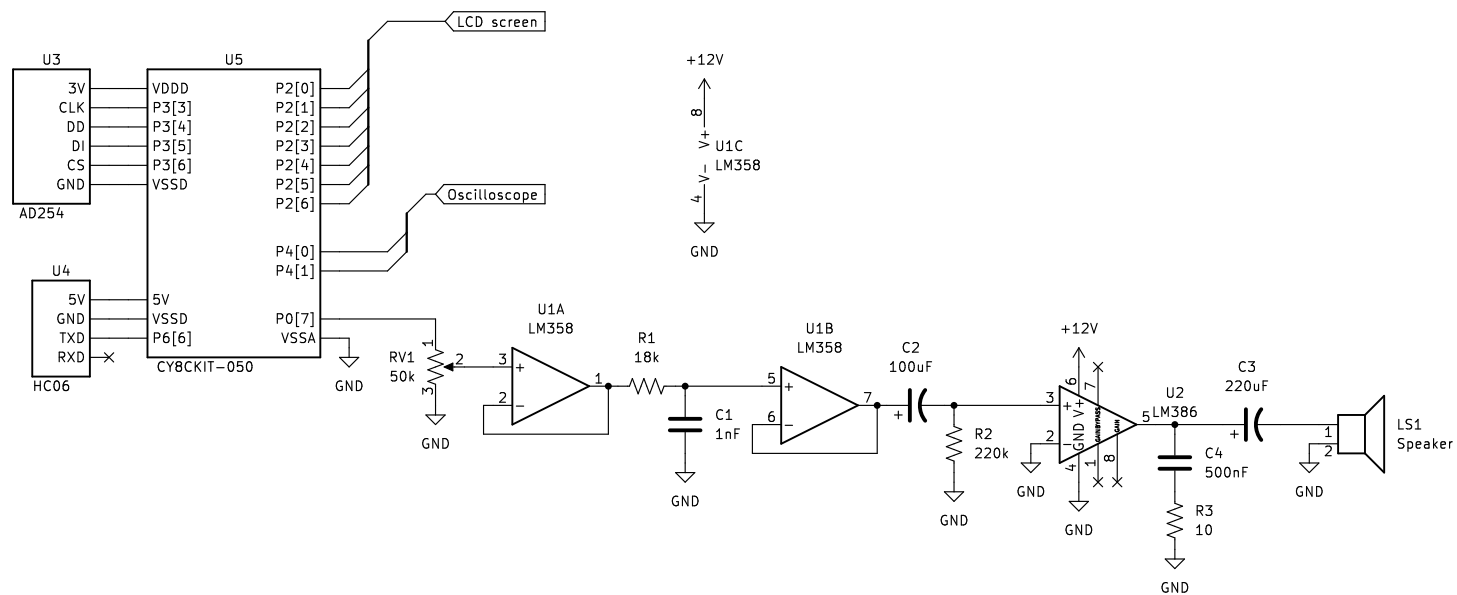 LCD screen
U3
U5
3V
CLK
DD
DI
CS
GND
AD254
VDDD
P3[3]
P3[4]
P3[5]
P3[6]
VSSD
P2[0]
P2[1]
P2[2]
P2[3]
P2[4]
P2[5]
P2[6]
Oscilloscope
P4[0]
P4[1]
U4
5V
GND
TXD
RXD
HC06
5V
VSSD
P6[6]
P0[7]
VSSA
CY8CKIT-050
GND
+12V
8
V+
U1C
LM358
V-
4
GND
RV1
50k
1
2
3
GND
U1A
LM358
3
+
2
-
1
R1
18k
C1
1nF
GND
U1B
LM358
5
+
6
-
7
C2
100uF
+
R2
220k
GND
+12V
6
7
3
+
V+
2
-
GND
GAIN
BYPASS
GAIN
4
1
8
5
GND
GND
U2
LM386
C4
500nF
R3
10
GND
C3
220uF
+
1
2
GND
LS1
Speaker